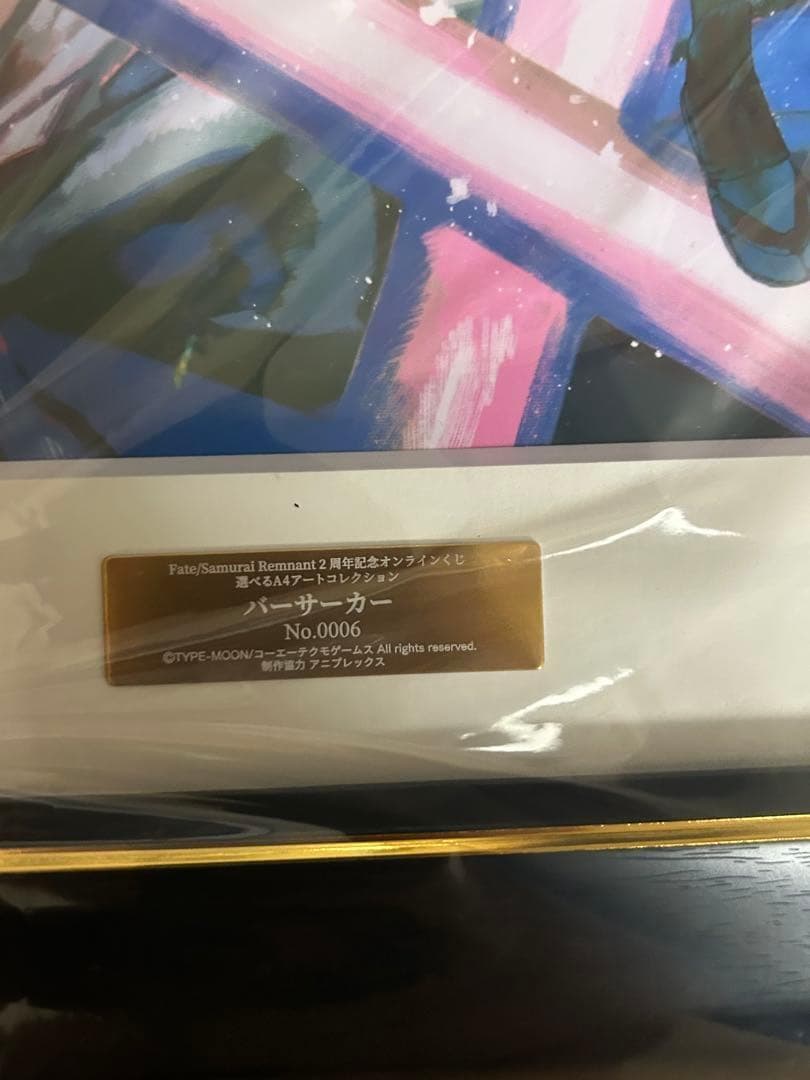 Fate/Samurai Remnant 2周年記念オンラインくじ
選べるA4アートコレクション
バーサーカー
No.0006
©TYPE-MOON/コーエーテクモゲームス All rights reserved.
制作協力 アニプレックス